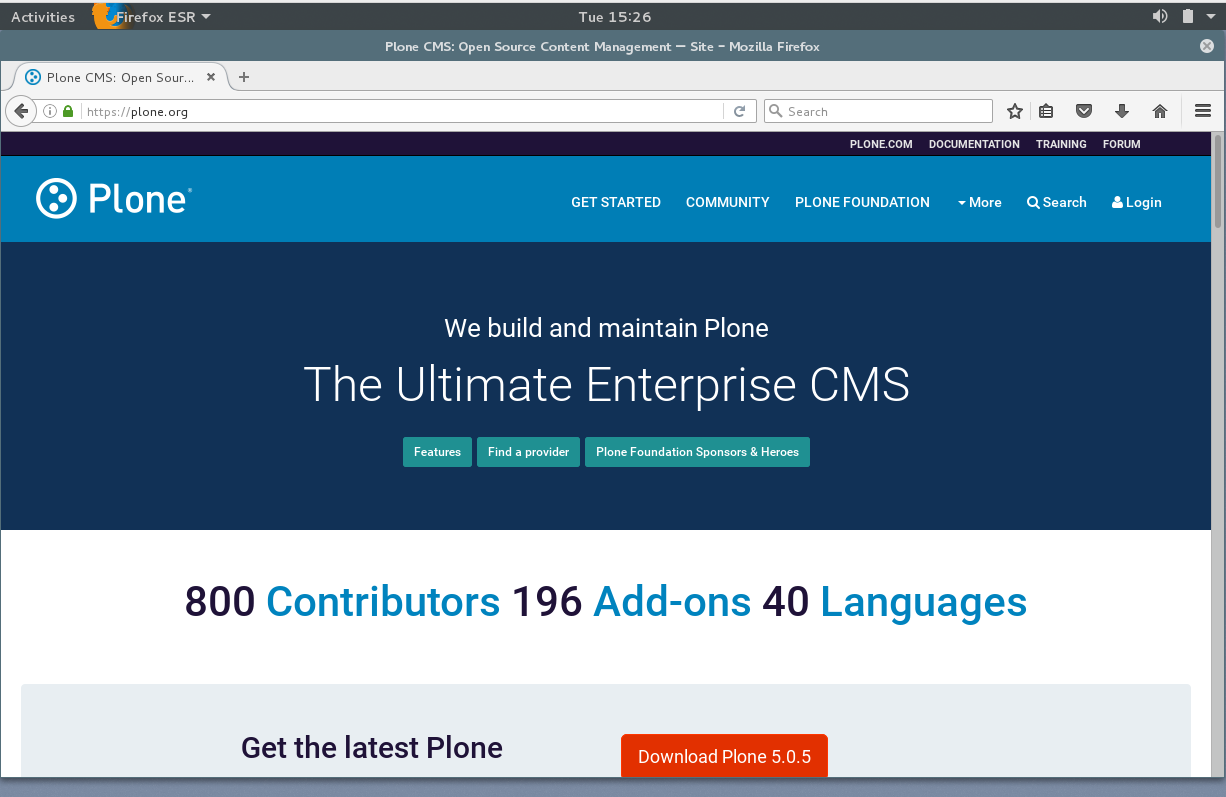 Activities Firefox ESR Tue 15:26
Plone CMS: Open Source Content Management — Site - Mozilla Firefox
Plone CMS: Open Sour...
https://plone.org Search
PLONE.COM DOCUMENTATION TRAINING FORUM
Plone® GET STARTED COMMUNITY PLONE FOUNDATION More Search Login
We build and maintain Plone
The Ultimate Enterprise CMS
Features Find a provider Plone Foundation Sponsors & Heroes
800 Contributors 196 Add-ons 40 Languages
Get the latest Plone Download Plone 5.0.5